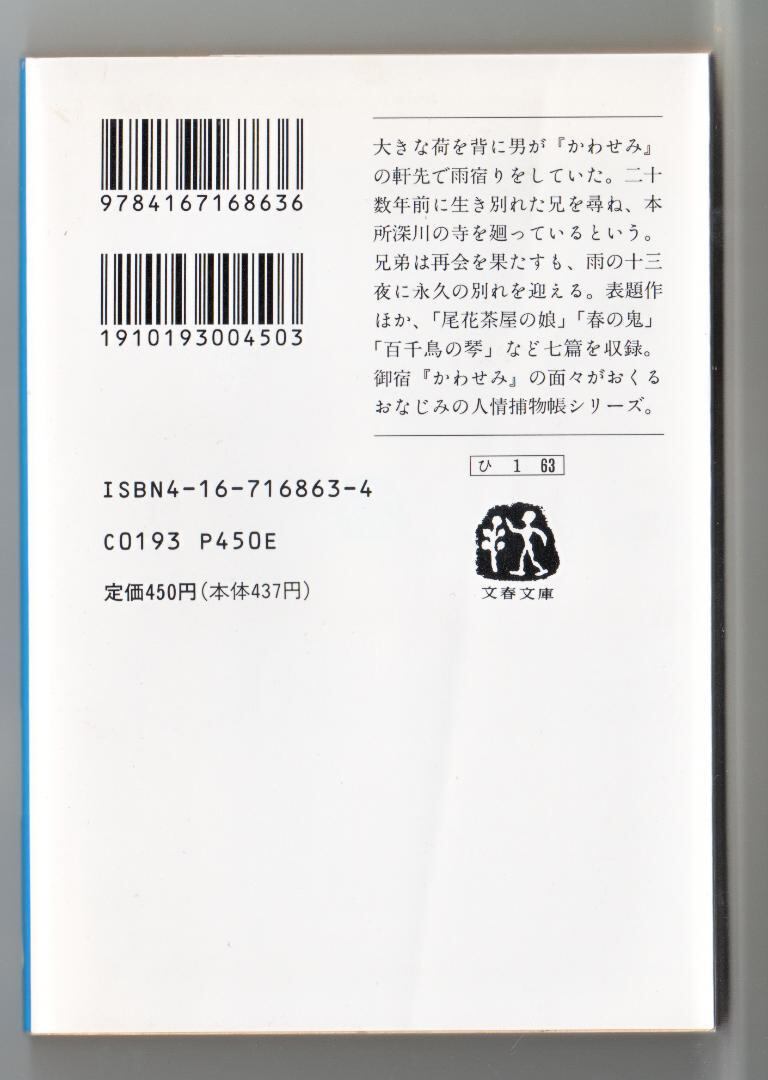 9784167168636
1910193004503
大きな荷を背に男が『かわせみ』
の軒先で雨宿りをしていた。二十
数年前に生き別れた兄を尋ね、本
所深川の寺を廻っているという。
兄弟は再会を果たすも、雨の十三
夜に永久の別れを迎える。表題作
ほか、「尾花茶屋の娘」「春の鬼」
「百千鳥の琴」など七篇を収録。
御宿『かわせみ』の面々がおくる
おなじみの人情捕物帳シリーズ。
ひ 1 63
ISBN4-16-716863-4
C0193 P450E
定価450円(本体437円)
文春文庫